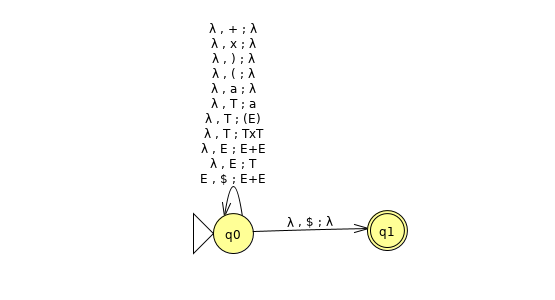 λ , + ; λ
λ , x ; λ
λ , ) ; λ
λ , ( ; λ
λ , a ; λ
λ , T ; a
λ , T ; (E)
λ , T ; TxT
λ , E ; E+E
λ , E ; T
E , $ ; E+E
λ , $ ; λ
q0
q1